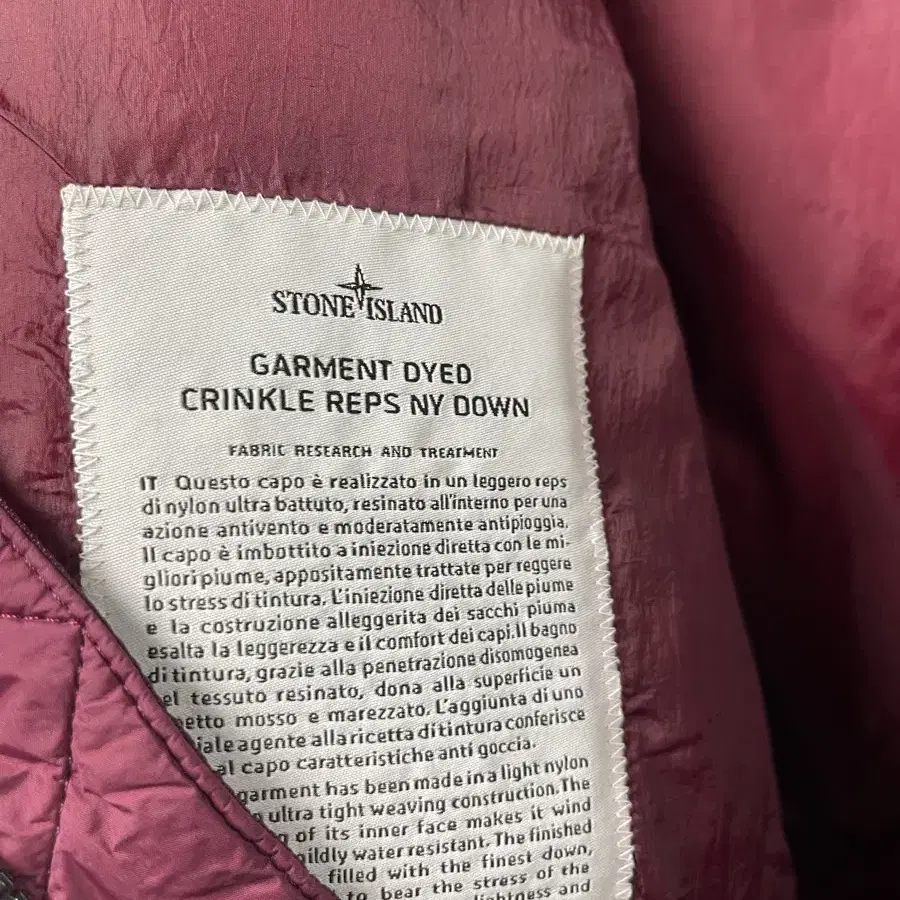 STONE ISLAND
GARMENT DYED
CRINKLE REPS NY DOWN
FABRIC RESEARCH AND TREATMENT
IT Questo capo è realizzato in un leggero reps
di nylon ultra battuto, resinato all'interno per una
azione antivento e moderatamente antipioggia.
Il capo è imbottito a iniezione diretta con le mi-
gliori piume, appositamente trattate per reggere
lo stress di tintura. L'iniezione diretta delle piume
e la costruzione alleggerita dei sacchi piuma
esalta la leggerezza e il comfort dei capi. Il bagno
di tintura, grazie alla penetrazione disomogenea
el tessuto resinato, dona alla superficie un
etto mosso e marezzato. L'aggiunta di uno
iale agente alla ricetta di tintura conferisce
al capo caratteristiche anti goccia.
garment has been made in a light nylon
ultra tight weaving construction. The
of its inner face makes it wind
ildly water resistant. The finished
filled with the finest down,
to bear the stress of the
lightness and